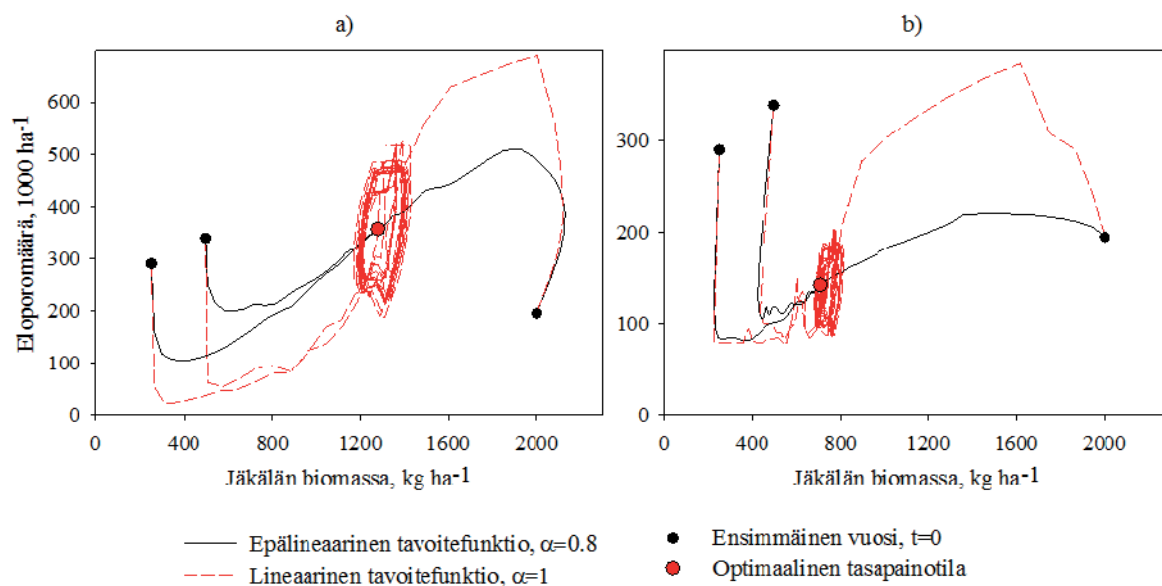 a)
b)
Eloporomäärä, 1000 ha-1
600
500
400
300
200
100
0
0
400
800
1200
1600
2000
Jäkälän biomassa, kg ha-1
300
200
100
0
0
400
800
1200
1600
2000
Jäkälän biomassa, kg ha-1
Epälineaarinen tavoitefunktio, α=0.8
Lineaarinen tavoitefunktio, α=1
Ensimmäinen vuosi, t=0
Optimaalinen tasapainotila